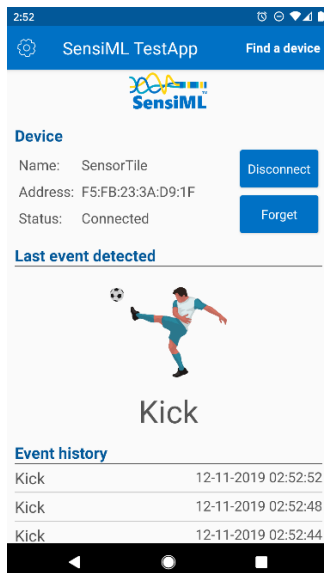 2:52
SensiML TestApp Find a device
SensiML
Device
Name: SensorTile
Address: F5:FB:23:3A:D9:1F
Status: Connected
Disconnect
Forget
Last event detected
Kick
Event history
Kick 12-11-2019 02:52:52
Kick 12-11-2019 02:52:48
Kick 12-11-2019 02:52:44